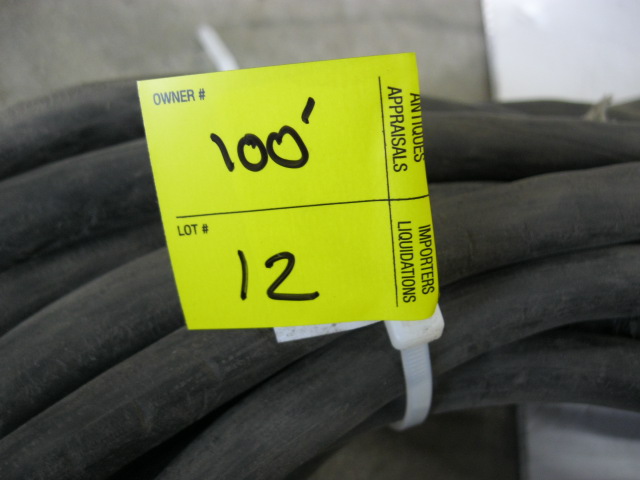 OWNER #
100'
LOT #
12
ANTIQUES
APPRAISALS
IMPORTERS
LIQUIDATIONS